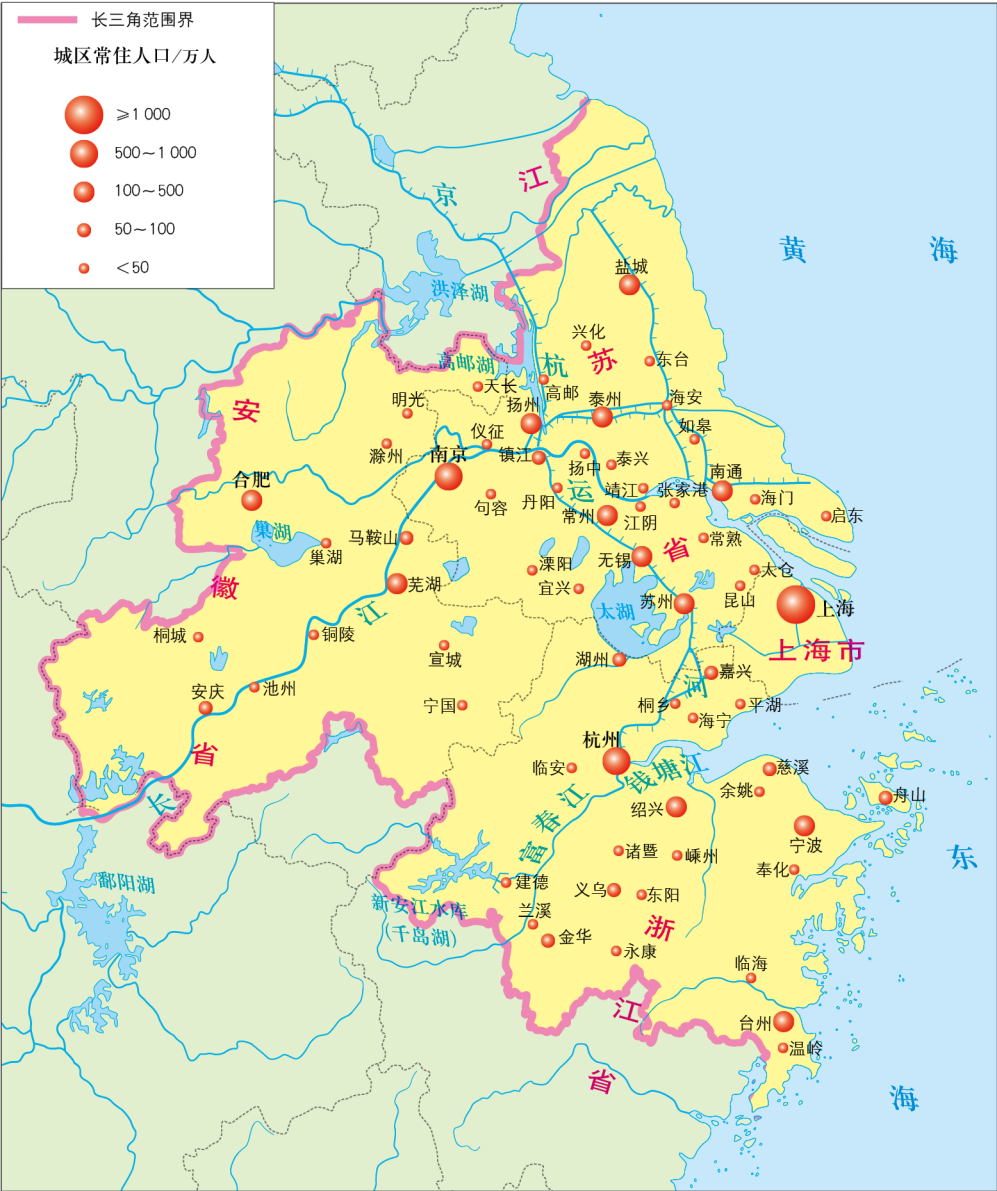 长三角范围界
城区常住人口/万人
≥1 000
500～1 000
100～500
50～100
＜50
京
江
黄
海
盐城
洪泽湖
兴化
杭
苏
东台
高邮湖
天长
高邮
安
明光
扬州
泰州
海安
仪征
如皋
滁州
南京
镇江
扬中
泰兴
合肥
南通
句容
丹阳
运
靖江
张家港
海门
常州
江阴
启东
巢湖
马鞍山
省
常熟
巢湖
无锡
溧阳
太仓
徽
芜湖
宜兴
昆山
江
太湖
苏州
上海
桐城
铜陵
上海市
宣城
湖州
嘉兴
安庆
池州
河
宁国
桐乡
平湖
海宁
省
杭州
临安
钱塘江
慈溪
余姚
舟山
长
江
绍兴
春
宁波
富
诸暨
嵊州
东
鄱阳湖
奉化
建德
义乌
东阳
新安江水库
(千岛湖)
兰溪
浙
金华
永康
临海
江
台州
温岭
省
海